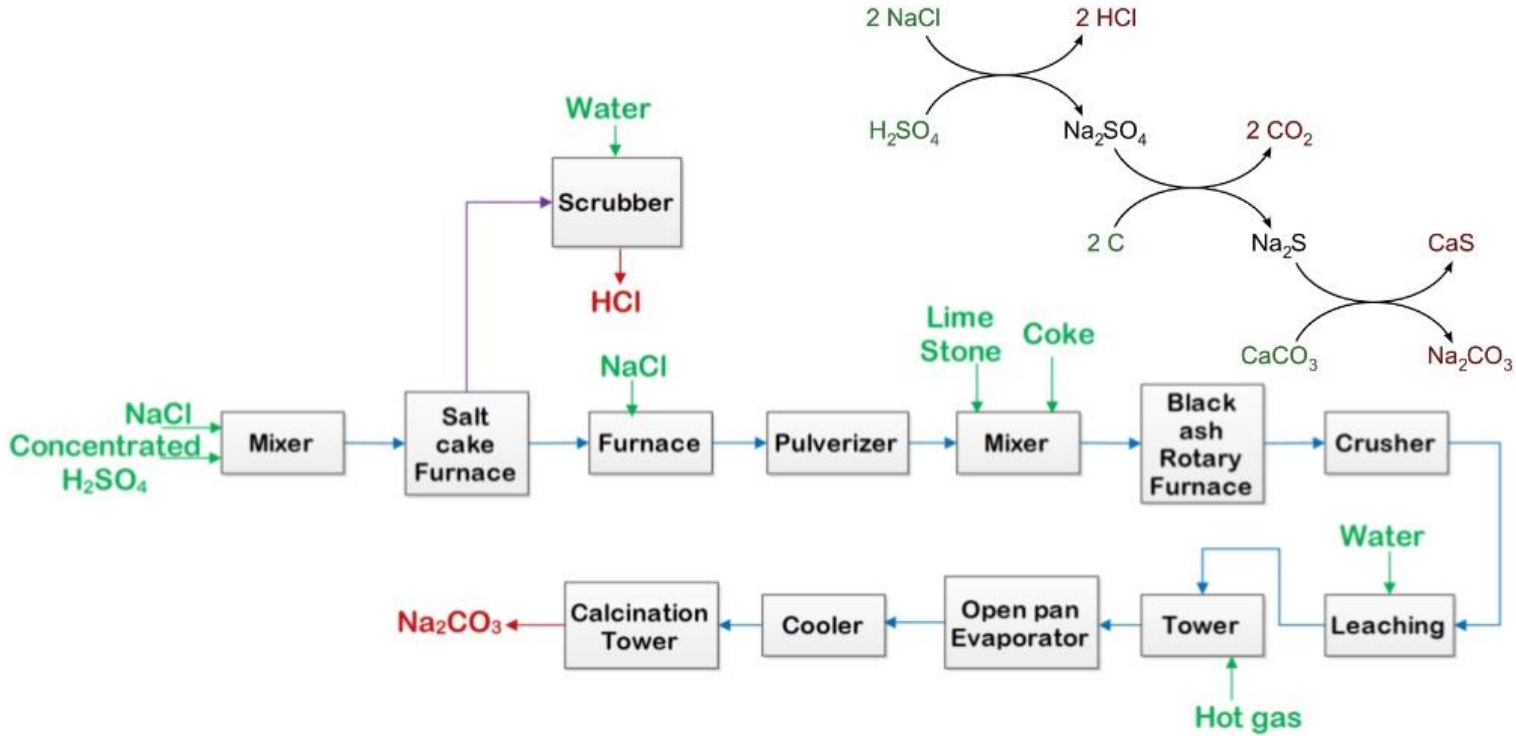 2 NaCl
2 HCl
H₂SO₄
Na₂SO₄
2 CO₂
2 C
Na₂S
CaS
CaCO₃
Na₂CO₃
Water
Scrubber
HCl
NaCl
Concentrated
H₂SO₄
Mixer
Salt
cake
Furnace
NaCl
Furnace
Pulverizer
Lime
Stone
Coke
Mixer
Black
ash
Rotary
Furnace
Crusher
Water
Leaching
Tower
Hot gas
Open pan
Evaporator
Cooler
Calcination
Tower
Na₂CO₃